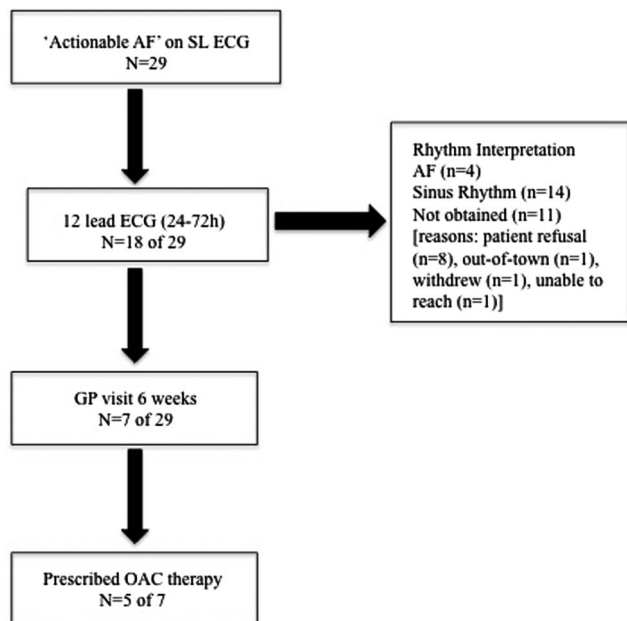 ‘Actionable AF’ on SL ECG
N=29
Rhythm Interpretation
AF (n=4)
Sinus Rhythm (n=14)
Not obtained (n=11)
[reasons: patient refusal
(n=8), out-of-town (n=1),
withdrew (n=1), unable to
reach (n=1)]
12 lead ECG (24-72h)
N=18 of 29
GP visit 6 weeks
N=7 of 29
Prescribed OAC therapy
N=5 of 7